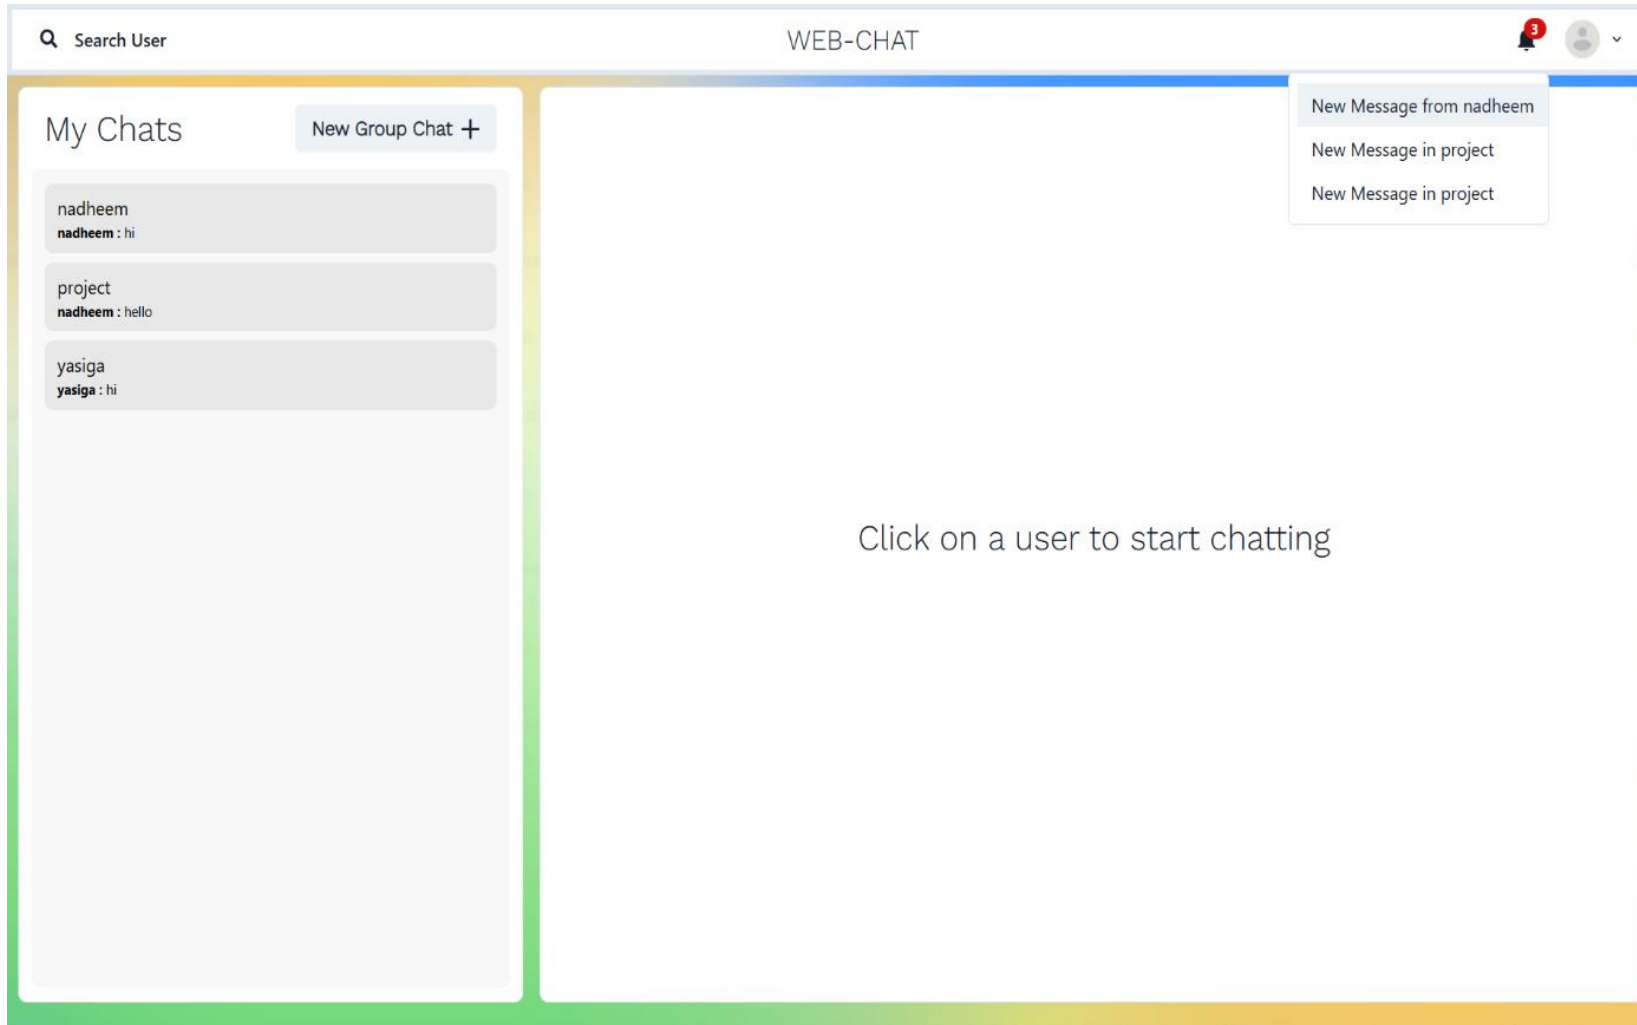 Search User
WEB-CHAT
3
New Message from nadheem
New Message in project
New Message in project
My Chats
New Group Chat +
nadheem
nadheem : hi
project
nadheem : hello
yasiga
yasiga : hi
Click on a user to start chatting